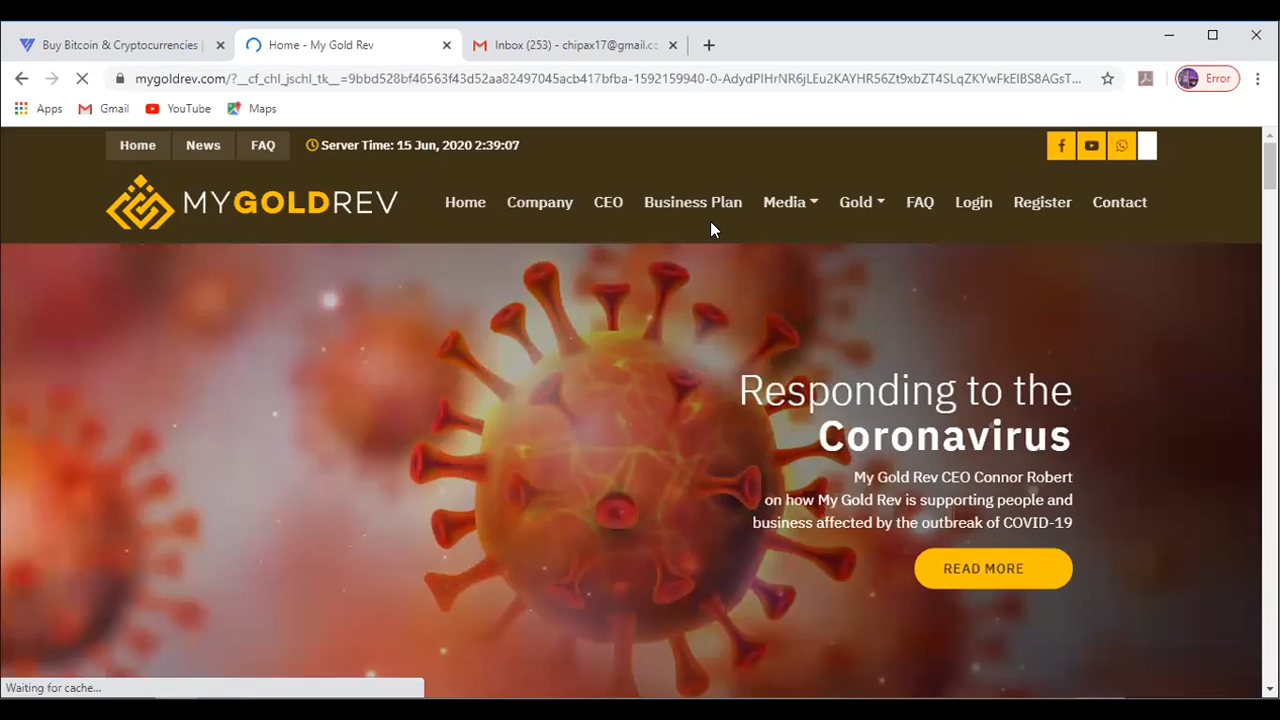 Buy Bitcoin & Cryptocurrencies |
Home - My Gold Rev
Inbox (253) - chipax17@gmail.cc
mygoldrev.com/?__cf_chl_jschl_tk__=9bbd528bf46563f43d52aa82497045acb417bfba-1592159940-0-AdydPIHrNR6jLEu2KAYHR56Zt9xbZT4SLqZKYwFkElBS8AGsT...
Error
Apps
Gmail
YouTube
Maps
Home
News
FAQ
Server Time: 15 Jun, 2020 2:39:07
MYGOLDREV
Home
Company
CEO
Business Plan
Media
Gold
FAQ
Login
Register
Contact
Responding to the
Coronavirus
My Gold Rev CEO Connor Robert
on how My Gold Rev is supporting people and
business affected by the outbreak of COVID-19
READ MORE
Waiting for cache...